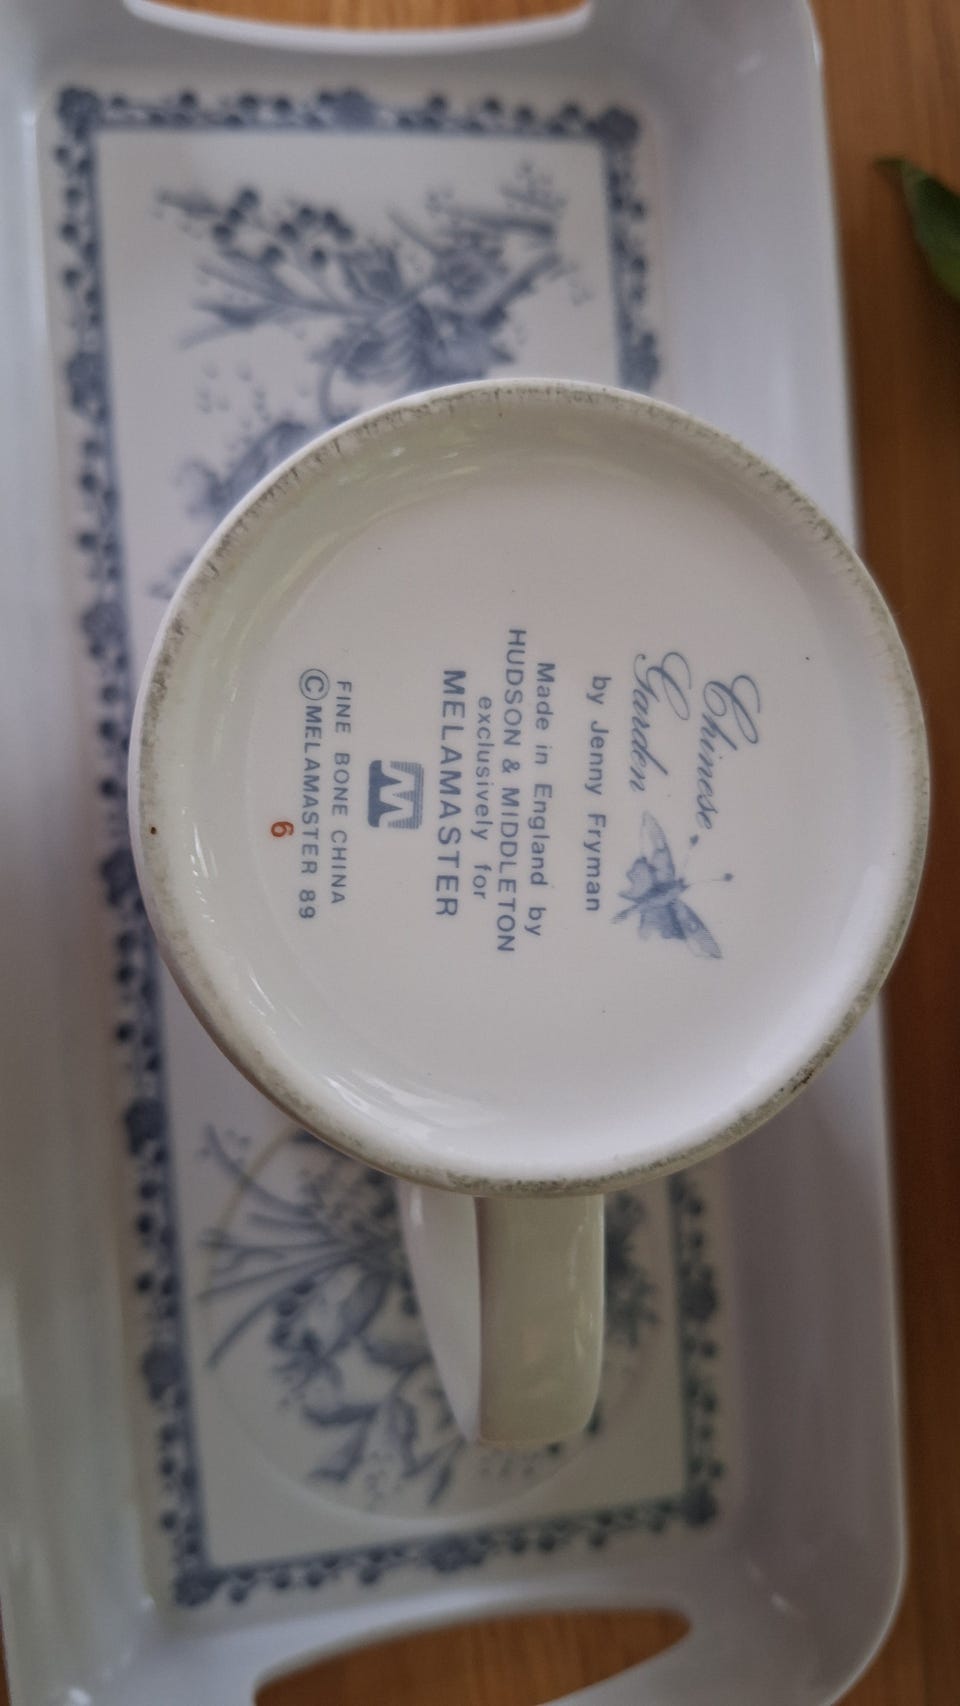 Chinese
Garden
by Jenny Fryman
Made in England by
HUDSON & MIDDLETON
exclusively for
MELAMASTER
M
FINE BONE CHINA
©MELAMASTER 89
6